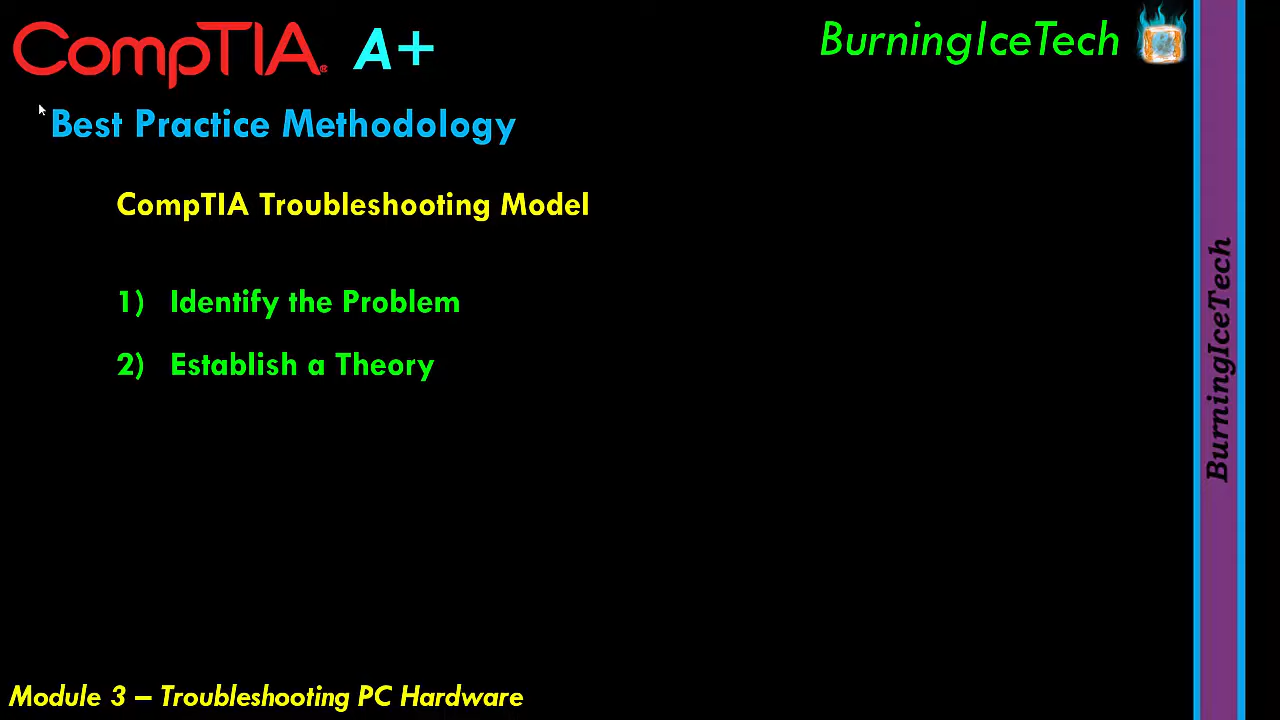 CompTIA® A+
BurningIceTech
Best Practice Methodology
CompTIA Troubleshooting Model
1) Identify the Problem
2) Establish a Theory
BurningIceTech
Module 3 – Troubleshooting PC Hardware